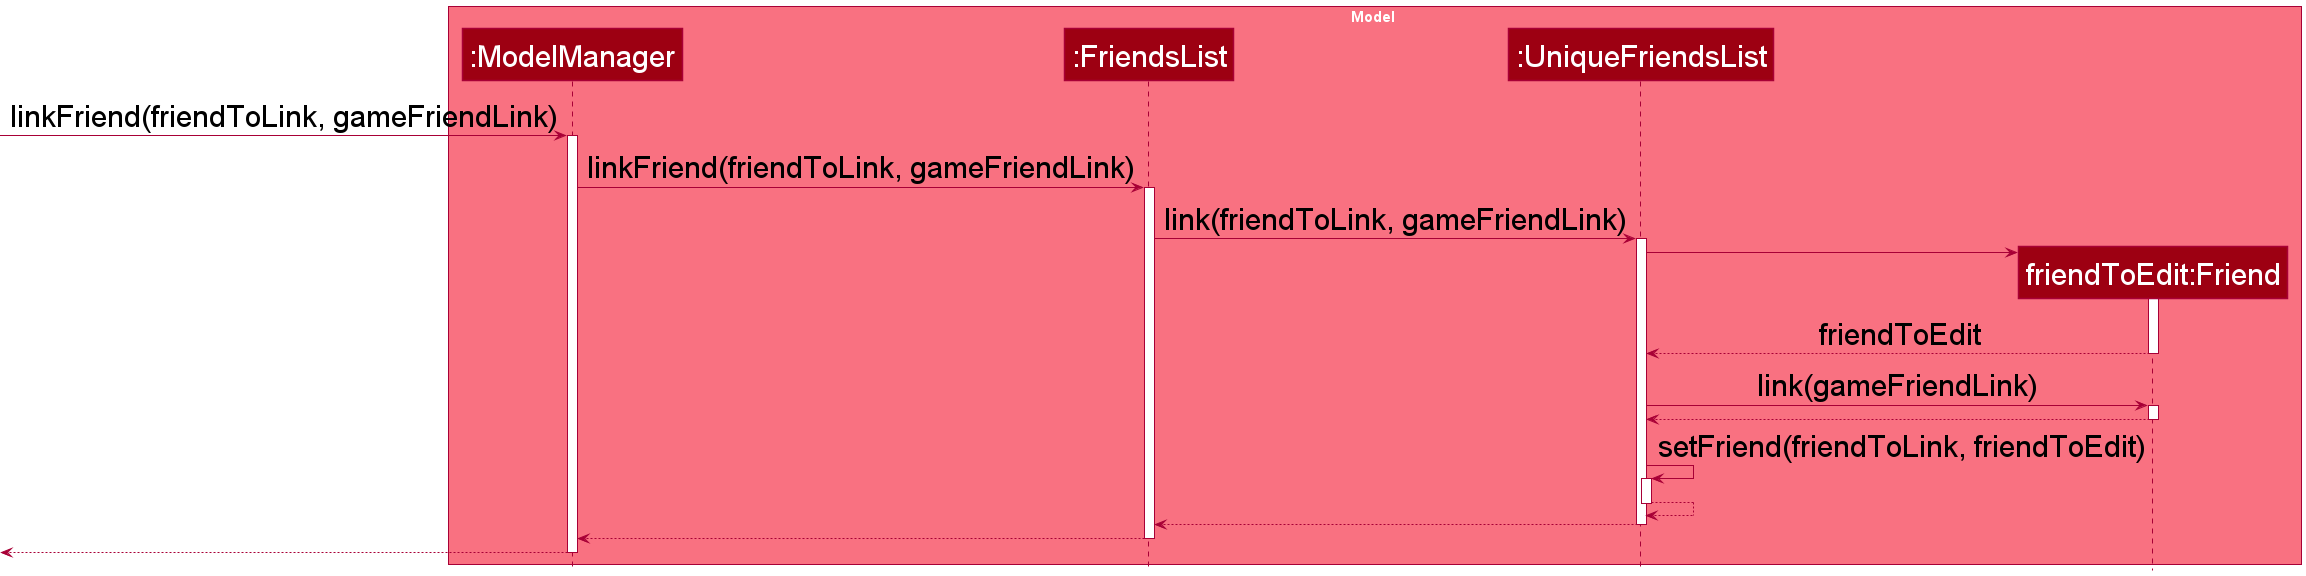 Model
:ModelManager
:FriendsList
:UniqueFriendsList
linkFriend(friendToLink, gameFriendLink)
linkFriend(friendToLink, gameFriendLink)
link(friendToLink, gameFriendLink)
friendToEdit:Friend
friendToEdit
link(gameFriendLink)
setFriend(friendToLink, friendToEdit)